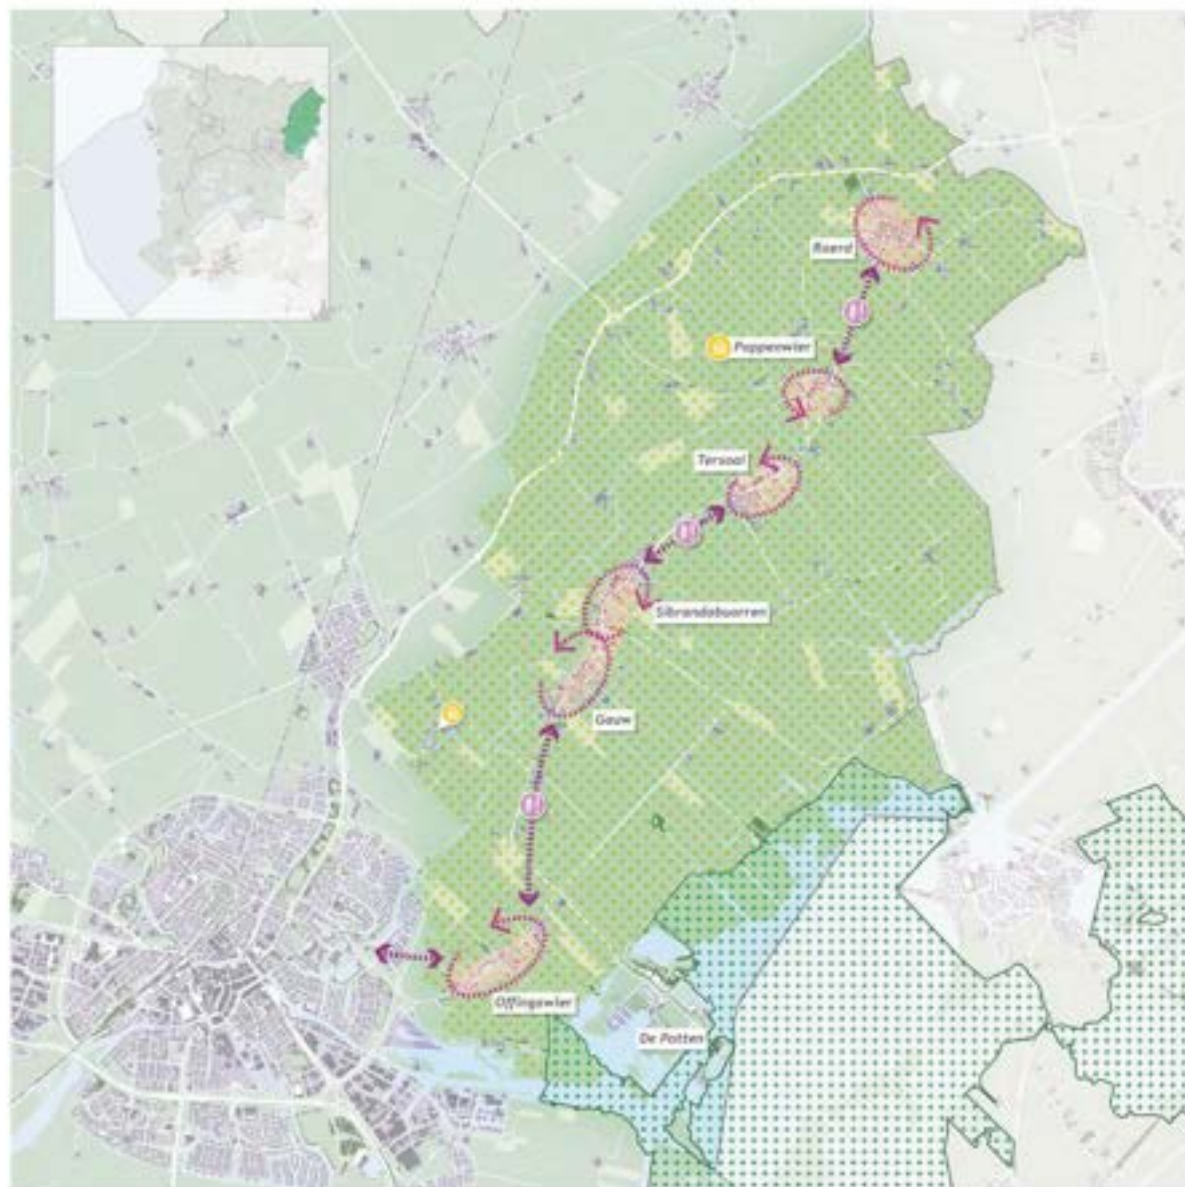 Raerd
Poppenwier
Tersoal
Sibrandabuorren
Gauw
Offingawier
De Potten